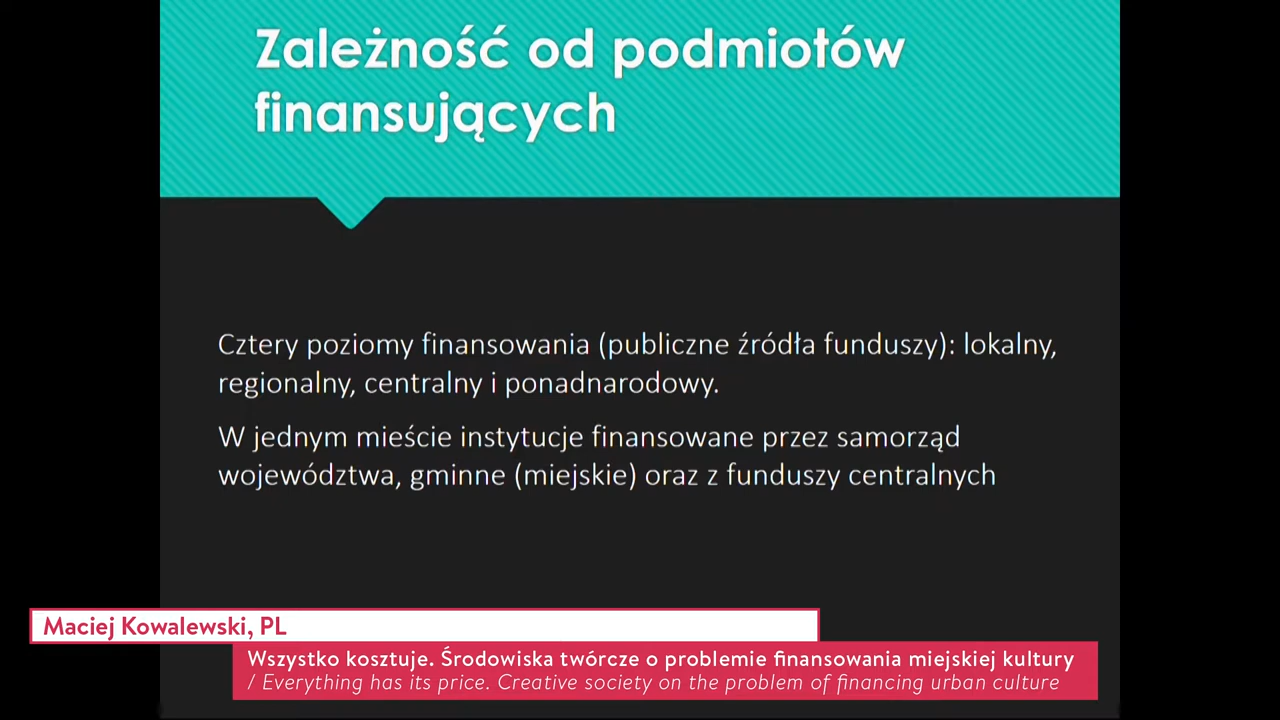 Zależność od podmiotów
finansujących
Cztery poziomy finansowania (publiczne źródła funduszy): lokalny,
regionalny, centralny i ponadnarodowy.
W jednym mieście instytucje finansowane przez samorząd
województwa, gminne (miejskie) oraz z funduszy centralnych
Maciej Kowalewski, PL
Wszystko kosztuje. Środowiska twórcze o problemie finansowania miejskiej kultury
/ Everything has its price. Creative society on the problem of financing urban culture